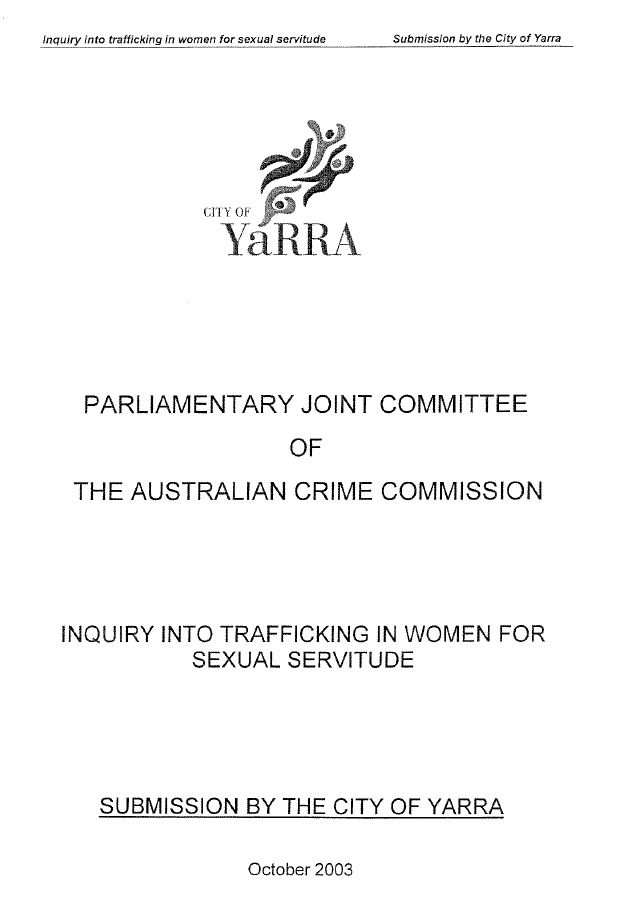 Inquiry into trafficking in women for sexual servitude Submission by the City of Yarra
CITY OF
YaRRA
PARLIAMENTARY JOINT COMMITTEE
OF
THE AUSTRALIAN CRIME COMMISSION
INQUIRY INTO TRAFFICKING IN WOMEN FOR
SEXUAL SERVITUDE
SUBMISSION BY THE CITY OF YARRA
October 2003